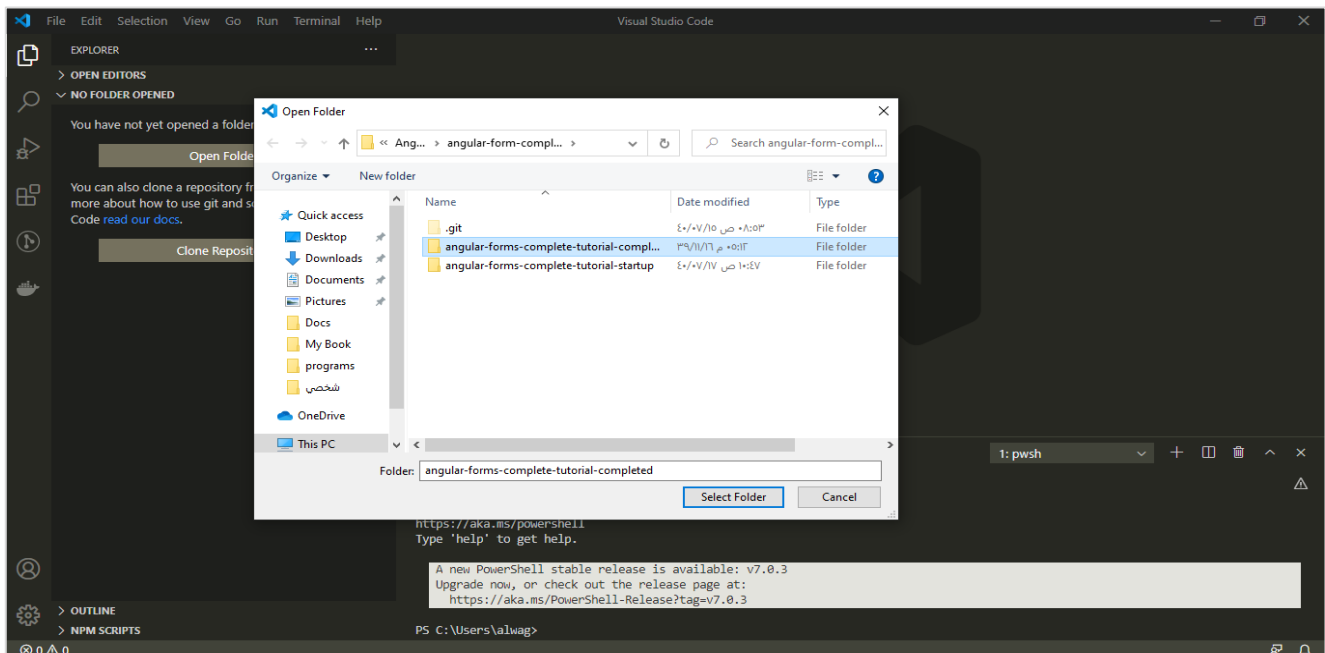 File Edit Selection View Go Run Terminal Help
Visual Studio Code
EXPLORER
OPEN EDITORS
NO FOLDER OPENED
You have not yet opened a folder
Open Folde
You can also clone a repository fr
more about how to use git and s
Code read our docs.
Clone Reposit
OUTLINE
NPM SCRIPTS
0 0
Open Folder
« Ang... > angular-form-compl... >
Search angular-form-compl...
Organize
New folder
Quick access
Desktop
Downloads
Documents
Pictures
Docs
My Book
programs
شخصي
OneDrive
This PC
Name Date modified Type
.git ٤٠/٠٧/١٥ ٠٨:٥٣ ص File folder
angular-forms-complete-tutorial-compl... ٣٩/١١/١٦ ٠٥:١٣ م File folder
angular-forms-complete-tutorial-startup ٤٠/٠٧/١٧ ١٠:٤٧ ص File folder
Folder: angular-forms-complete-tutorial-completed
Select Folder
Cancel
1: pwsh
https://aka.ms/powershell
Type 'help' to get help.
A new PowerShell stable release is available: v7.0.3
Upgrade now, or check out the release page at:
https://aka.ms/PowerShell-Release?tag=v7.0.3
PS C:\Users\alwag>